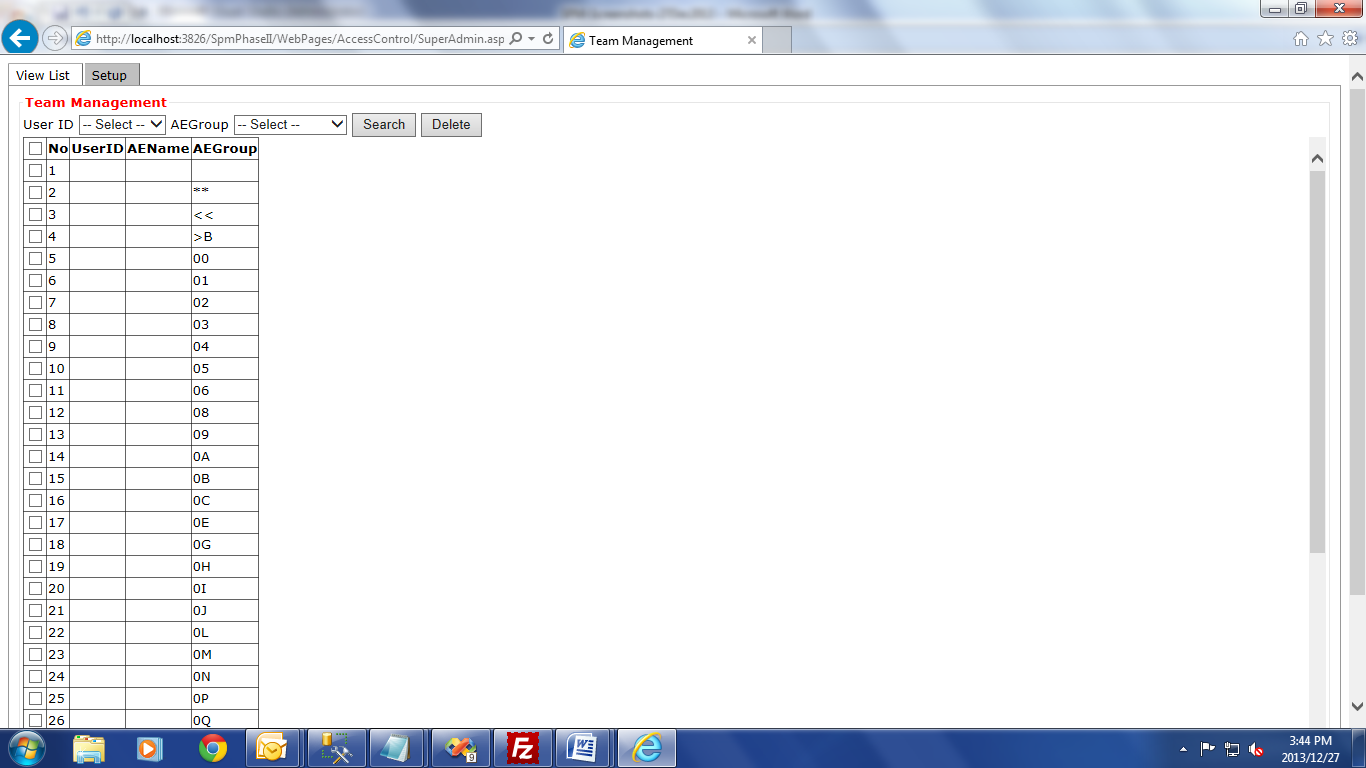 http://localhost:3826/SpmPhaseII/WebPages/AccessControl/SuperAdmin.asp
Team Management
View List Setup
Team Management
User ID -- Select -- AEGroup -- Select -- Search Delete
No UserID AEName AEGroup
1
2 **
3 <<
4 >B
5 00
6 01
7 02
8 03
9 04
10 05
11 06
12 08
13 09
14 0A
15 0B
16 0C
17 0E
18 0G
19 0H
20 0I
21 0J
22 0L
23 0M
24 0N
25 0P
26 0Q
9
3:44 PM
2013/12/27